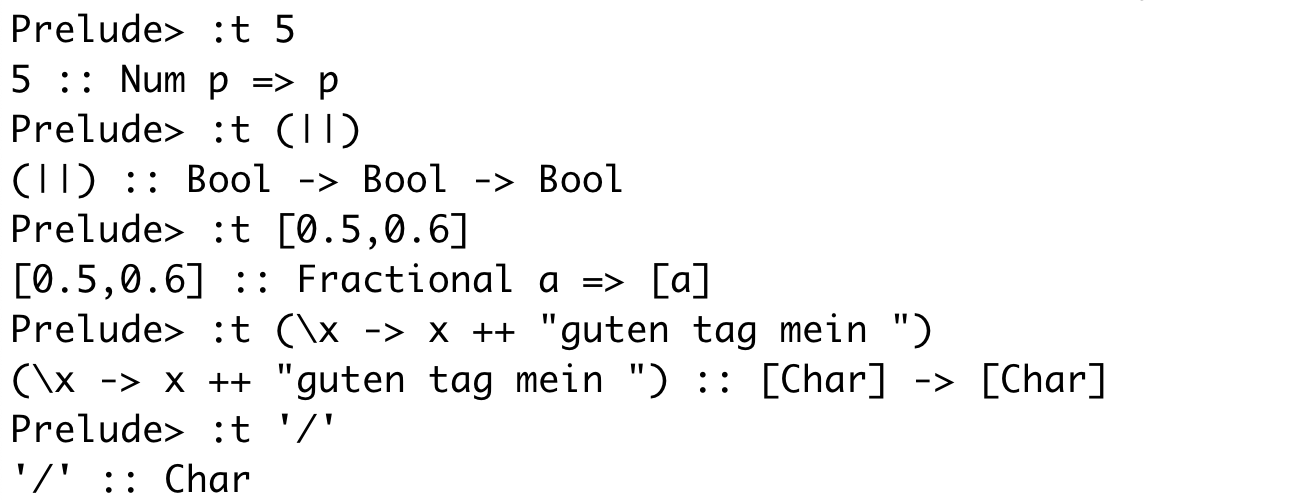 Prelude> :t 5
5 :: Num p => p
Prelude> :t (||)
(||) :: Bool -> Bool -> Bool
Prelude> :t [0.5,0.6]
[0.5,0.6] :: Fractional a => [a]
Prelude> :t (\x -> x ++ "guten tag mein ")
(\x -> x ++ "guten tag mein ") :: [Char] -> [Char]
Prelude> :t '/'
'/' :: Char